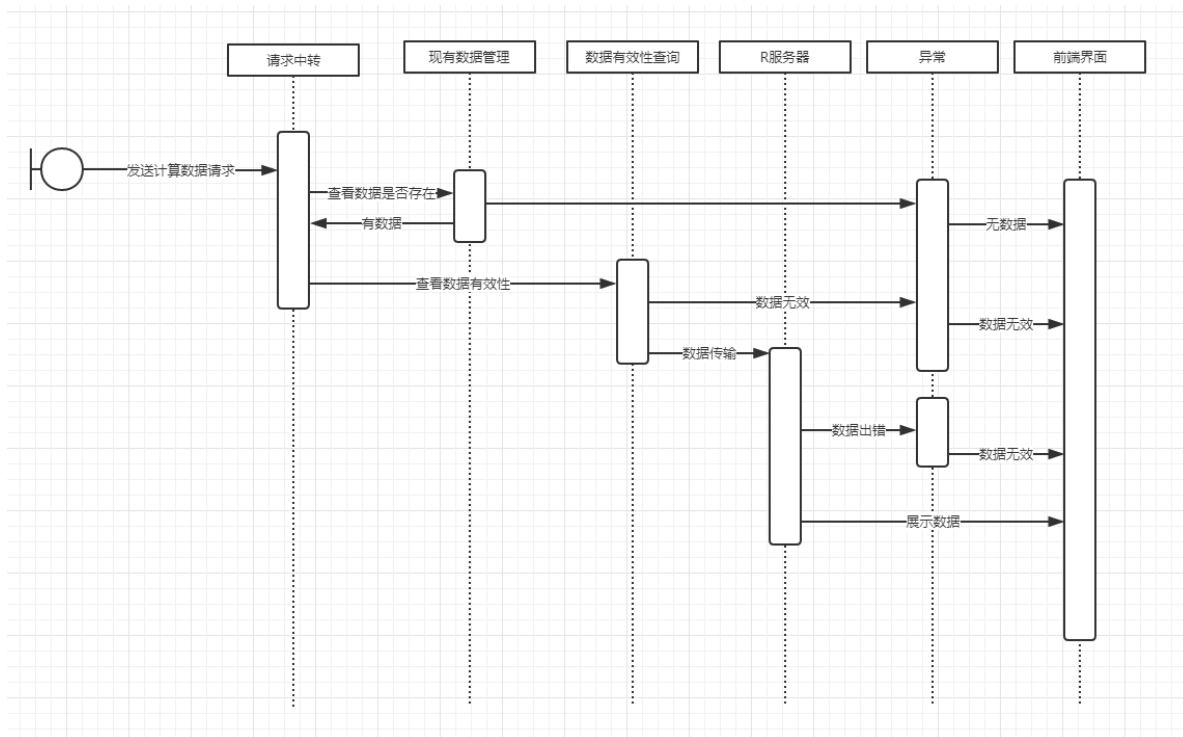 请求中转
现有数据管理
数据有效性查询
R服务器
异常
前端界面
发送计算数据请求
查看数据是否存在
有数据
无数据
查看数据有效性
数据无效
数据无效
数据传输
数据出错
数据无效
展示数据